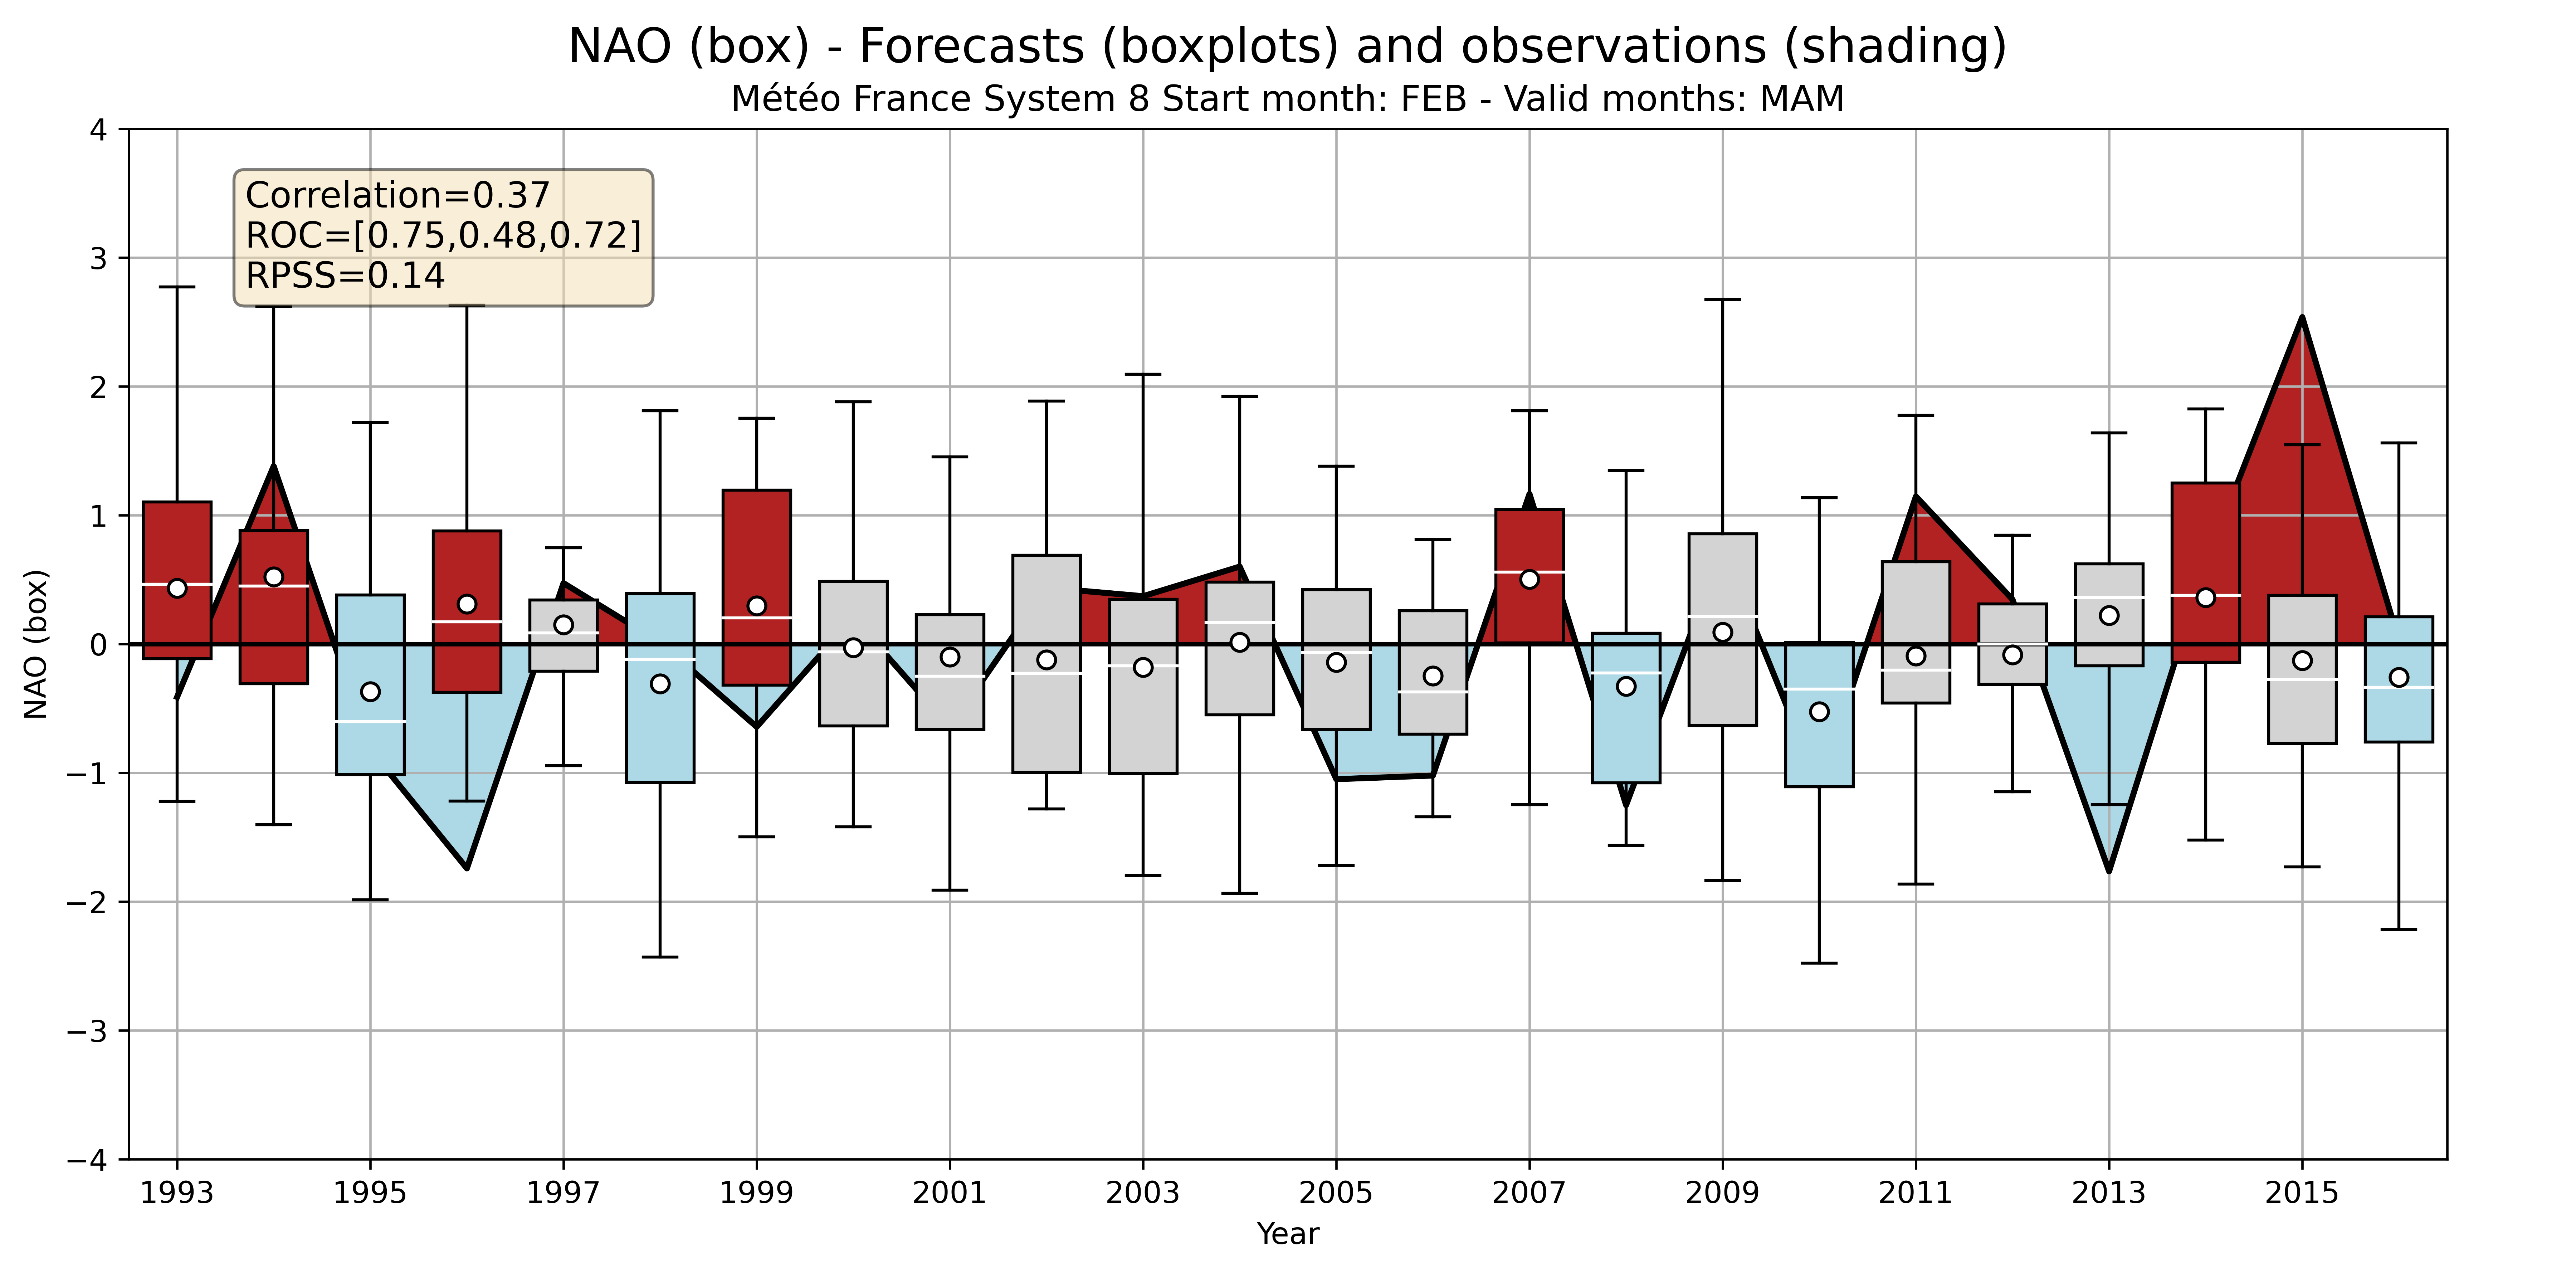 NAO (box) - Forecasts (boxplots) and observations (shading)
Météo France System 8 Start month: FEB - Valid months: MAM
Correlation=0.37
ROC=[0.75,0.48,0.72]
RPSS=0.14
4
3
2
1
0
−1
−2
−3
−4
NAO (box)
1993 1995 1997 1999 2001 2003 2005 2007 2009 2011 2013 2015
Year